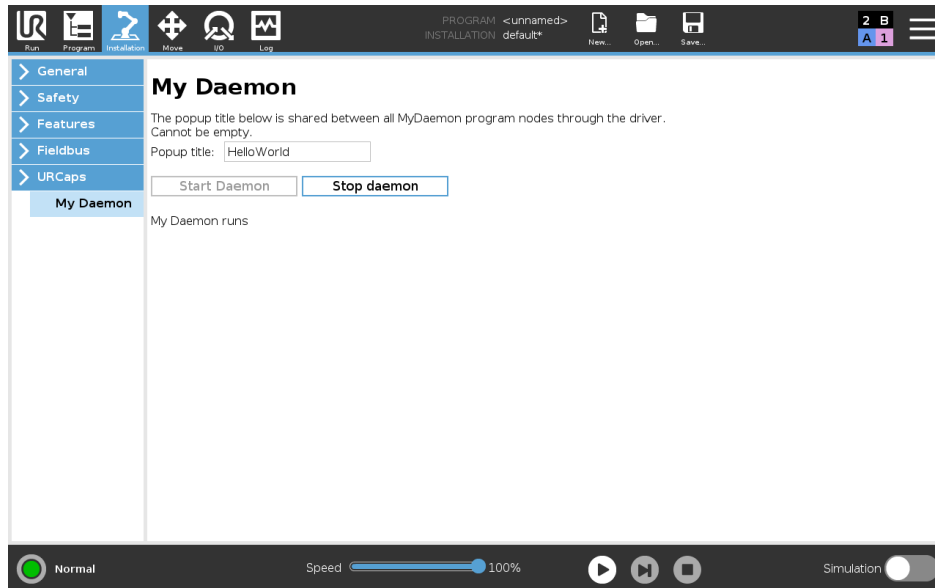 PROGRAM <unnamed>
INSTALLATION default*
2 B
A 1
UR
Run
Program
Installation
Move
I/O
Log
New...
Open...
Save...
General
Safety
Features
Fieldbus
URCaps
My Daemon
My Daemon
The popup title below is shared between all MyDaemon program nodes through the driver.
Cannot be empty.
Popup title: HelloWorld
Start Daemon Stop daemon
My Daemon runs
Normal
Speed 100%
Simulation